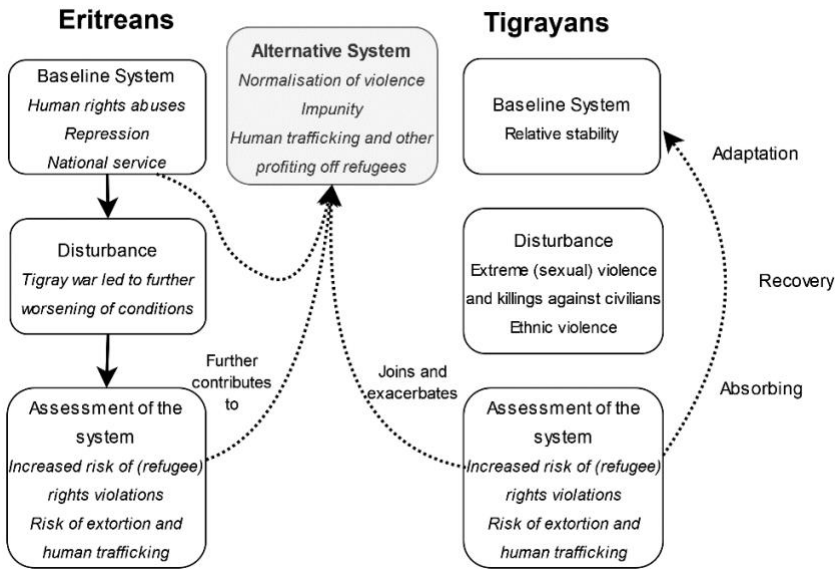 Eritreans
Baseline System
Human rights abuses
Repression
National service
Disturbance
Tigray war led to further
worsening of conditions
Assessment of the
system
Increased risk of (refugee)
rights violations
Risk of extortion and
human trafficking
Further
contributes
to
Alternative System
Normalisation of violence
Impunity
Human trafficking and other
profiting off refugees
Joins and
exacerbates
Tigrayans
Baseline System
Relative stability
Disturbance
Extreme (sexual) violence
and killings against civilians
Ethnic violence
Assessment of the
system
Increased risk of (refugee)
rights violations
Risk of extortion and
human trafficking
Adaptation
Recovery
Absorbing